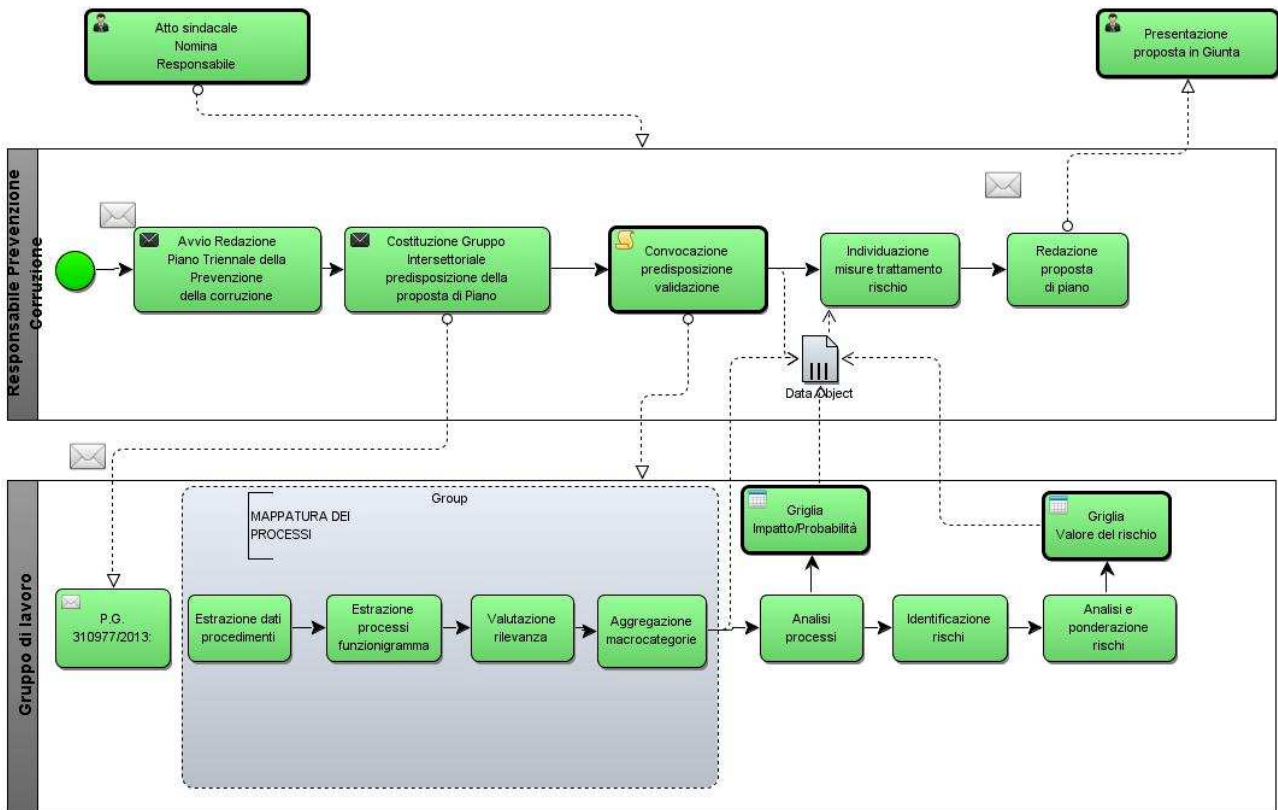 Atto sindacale
Nomina
Responsabile
Presentazione
proposta in Giunta
Responsabile Prevenzione
Corruzione
Avvio Redazione
Piano Triennale della
Prevenzione
della corruzione
Costituzione Gruppo
Intersettoriale
predisposizione della
proposta di Piano
Convocazione
predisposizione
validazione
Individuazione
misure trattamento
rischio
Redazione
proposta
di piano
Data Object
Gruppo di lavoro
Group
MAPPATURA DEI
PROCESSI
Griglia
Impatto/Probabilità
Griglia
Valore del rischio
P.G.
310977/2013:
Estrazione dati
procedimenti
Estrazione
processi
funzionigramma
Valutazione
rilevanza
Aggregazione
macrocategorie
Analisi
processi
Identificazione
rischi
Analisi e
ponderazione
rischi